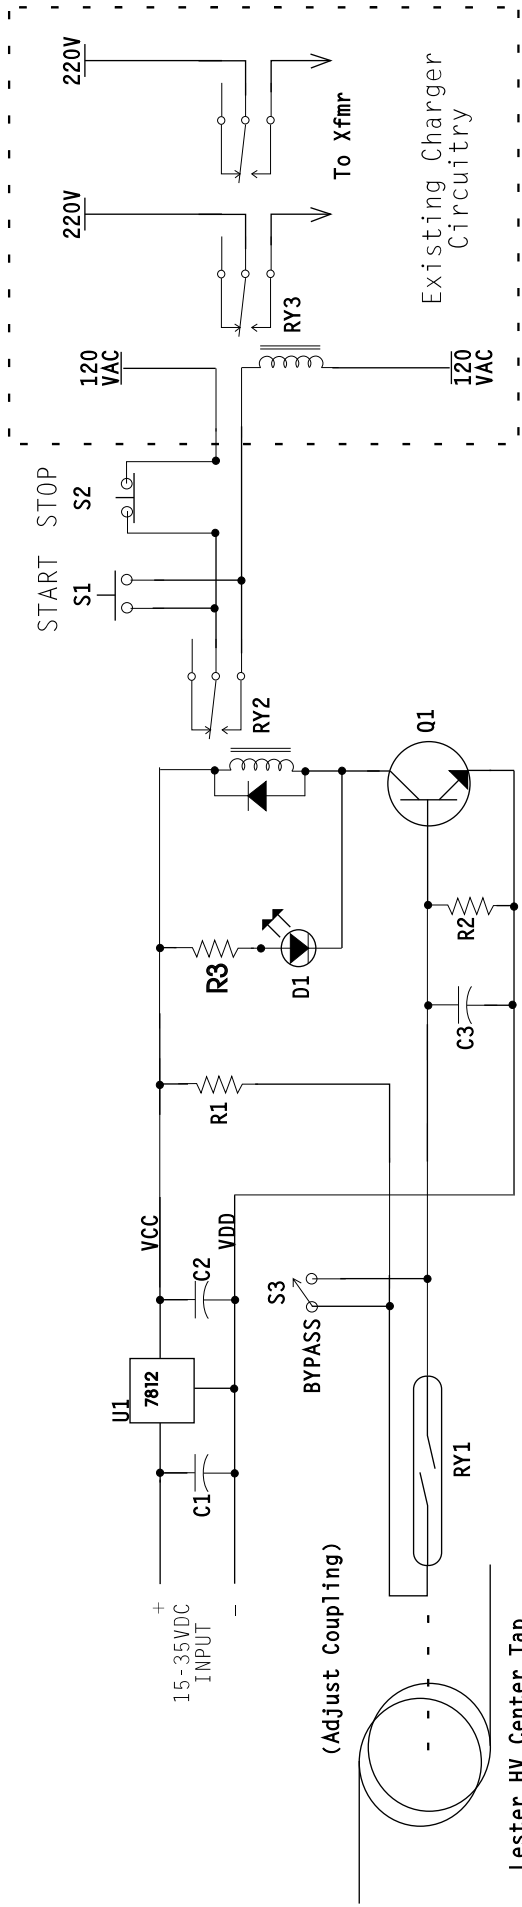 +
15-35VDC
INPUT
-
C1
U1
7812
VCC
C2
VDD
S3
BYPASS
RY1
(Adjust Coupling)
Lester HV Center Tap
R1
R3
D1
C3
R2
Q1
RY2
START STOP
S1
S2
120
VAC
220V
220V
RY3
To Xfmr
120
VAC
Existing Charger
Circuitry